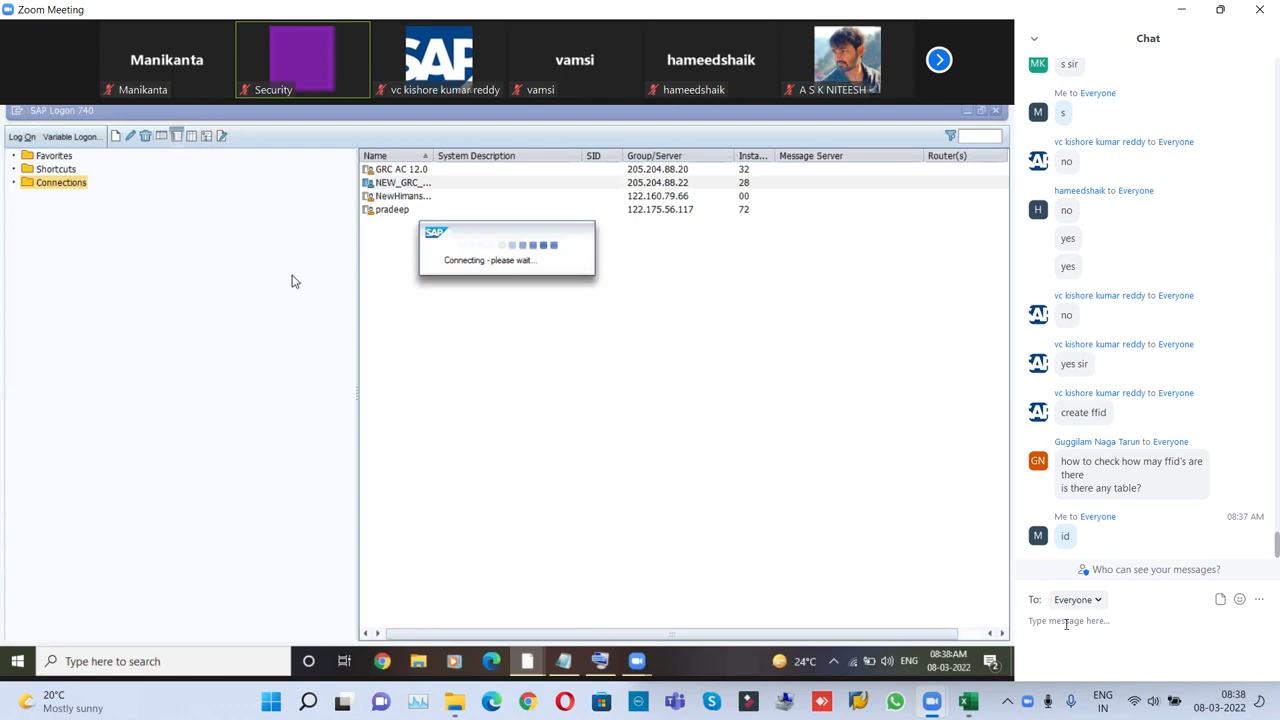 Zoom Meeting
Manikanta
Manikanta
Security
SAP
vc kishore kumar reddy
vamsi
vamsi
hameedshaik
hameedshaik
A S K NITEESH
SAP Logon 740
Log On Variable Logon...
Favorites
Shortcuts
Connections
Name System Description SID Group/Server Insta... Message Server Router(s)
GRC AC 12.0 205.204.88.20 32
NEW_GRC_... 205.204.88.22 28
NewHimans... 122.160.79.66 00
pradeep 122.175.56.117 72
SAP
Connecting - please wait...
Type here to search
24°C
ENG
08:38 AM
08-03-2022
2
Chat
MK
s sir
Me to Everyone
M
s
vc kishore kumar reddy to Everyone
SAP
no
hameedshaik to Everyone
H
no
yes
yes
vc kishore kumar reddy to Everyone
SAP
no
vc kishore kumar reddy to Everyone
SAP
yes sir
vc kishore kumar reddy to Everyone
SAP
create ffid
Guggilam Naga Tarun to Everyone
GN
how to check how may ffid's are
there
is there any table?
Me to Everyone 08:37 AM
M
id
Who can see your messages?
To: Everyone
Type message here...
20°C
Mostly sunny
ENG
IN
08:38
08-03-2022